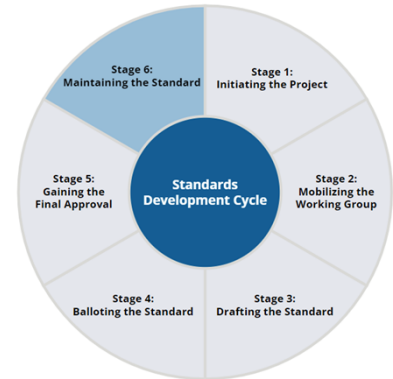 Stage 6:
Maintaining the Standard
Stage 1:
Initiating the Project
Stage 5:
Gaining the
Final Approval
Standards
Development Cycle
Stage 2:
Mobilizing the
Working Group
Stage 4:
Balloting the Standard
Stage 3:
Drafting the Standard